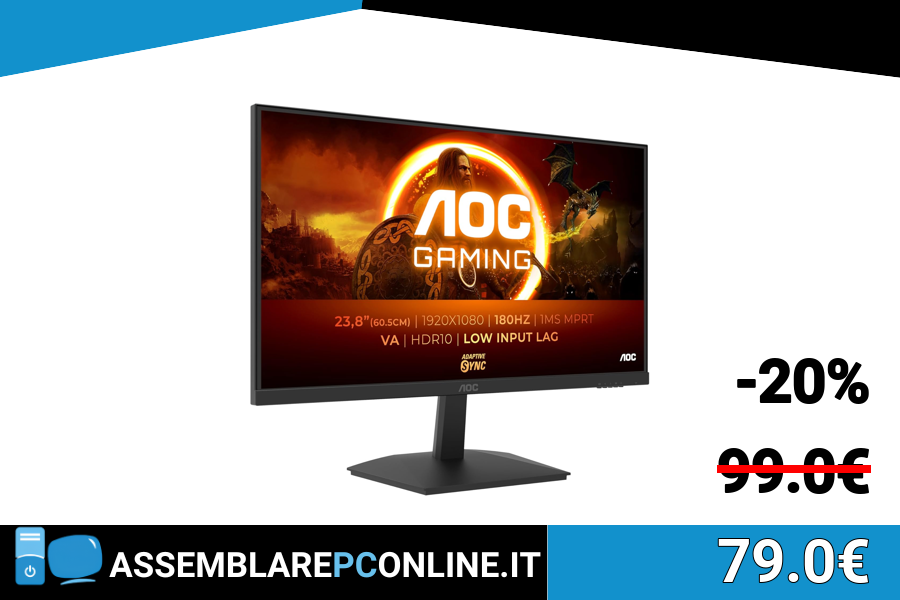 AOC
GAMING
23,8”(60.5CM) | 1920X1080 | 180HZ | 1MS MPRT
VA | HDR10 | LOW INPUT LAG
ADAPTIVE
SYNC
AOC
AOC
-20%
99.0€
ASSEMBLAREPCONLINE.IT
79.0€